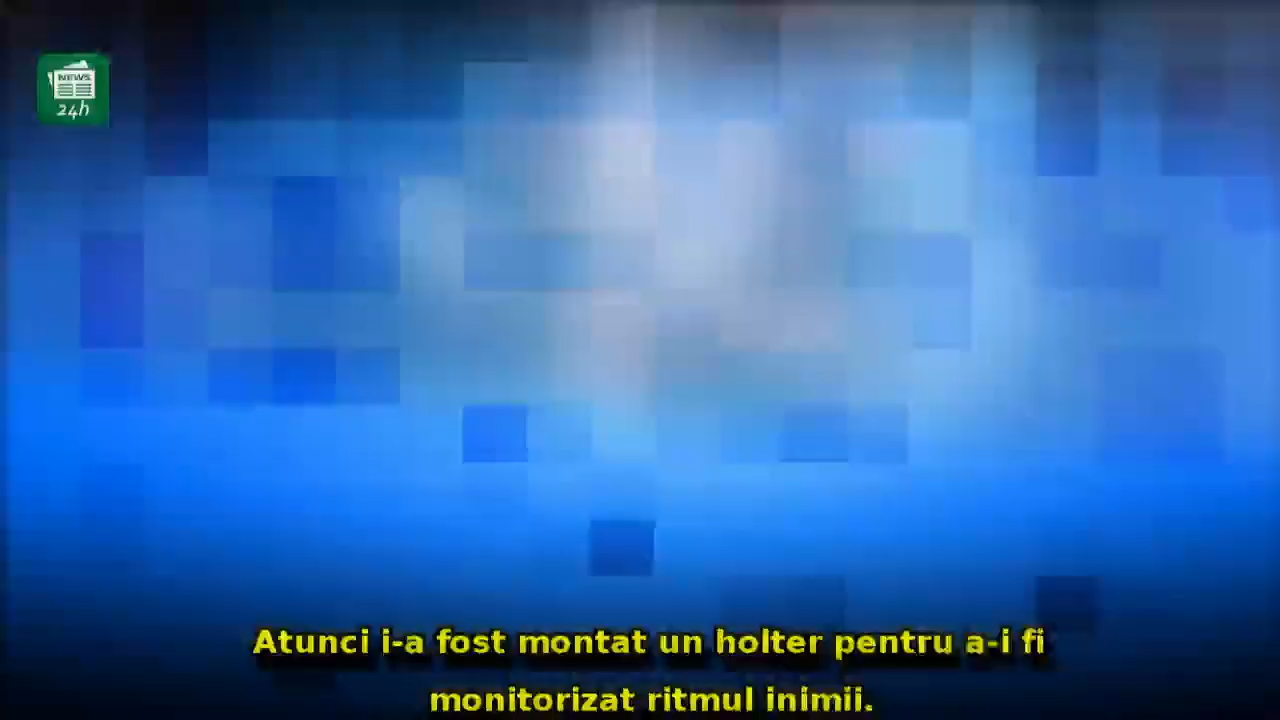 NEWS
24h
Atunci i-a fost montat un holter pentru a-i fi
monitorizat ritmul inimii.